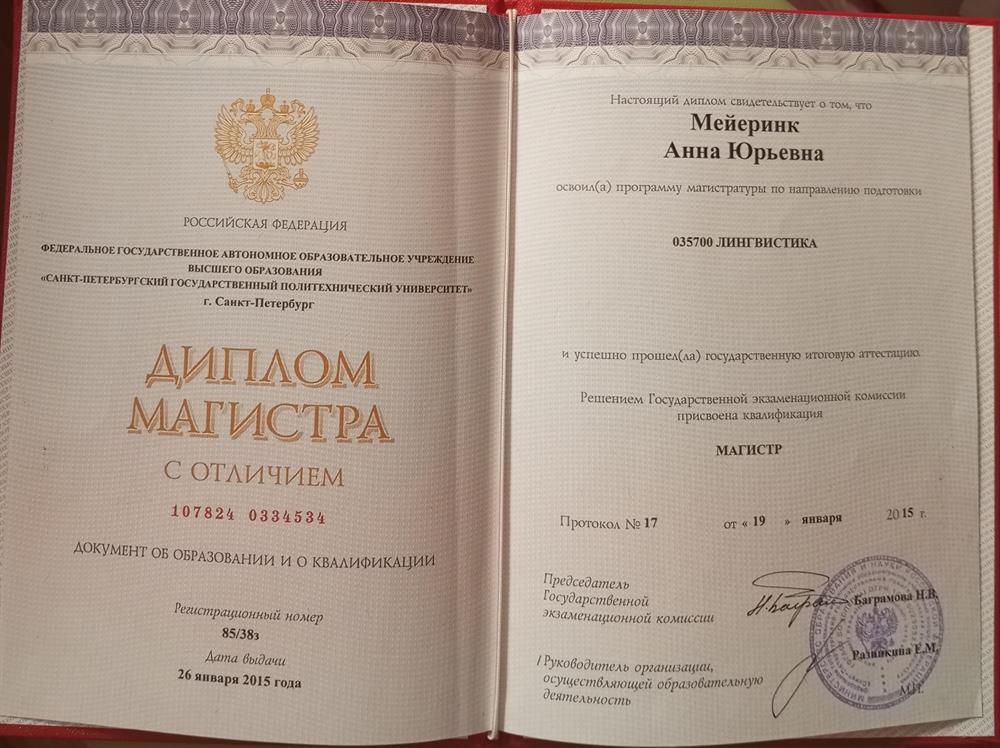 РОССИЙСКАЯ ФЕДЕРАЦИЯ
ФЕДЕРАЛЬНОЕ ГОСУДАРСТВЕННОЕ АВТОНОМНОЕ ОБРАЗОВАТЕЛЬНОЕ УЧРЕЖДЕНИЕ
ВЫСШЕГО ОБРАЗОВАНИЯ
«САНКТ-ПЕТЕРБУРГСКИЙ ГОСУДАРСТВЕННЫЙ ПОЛИТЕХНИЧЕСКИЙ УНИВЕРСИТЕТ»
г. Санкт-Петербург
ДИПЛОМ
МАГИСТРА
С ОТЛИЧИЕМ
107824 0334534
ДОКУМЕНТ ОБ ОБРАЗОВАНИИ И О КВАЛИФИКАЦИИ
Регистрационный номер
85/38з
Дата выдачи
26 января 2015 года
Настоящий диплом свидетельствует о том, что
Мейеринк
Анна Юрьевна
освоил(а) программу магистратуры по направлению подготовки
035700 ЛИНГВИСТИКА
и успешно прошел(ла) государственную итоговую аттестацию.
Решением Государственной экзаменационной комиссии
присвоена квалификация
МАГИСТР
Протокол № 17 от « 19 » января 2015 г.
Председатель
Государственной
экзаменационной комиссии
Баграмова Н.В.
/ Руководитель организации,
осуществляющей образовательную
деятельность
Разинкина Е.М.
М.П.